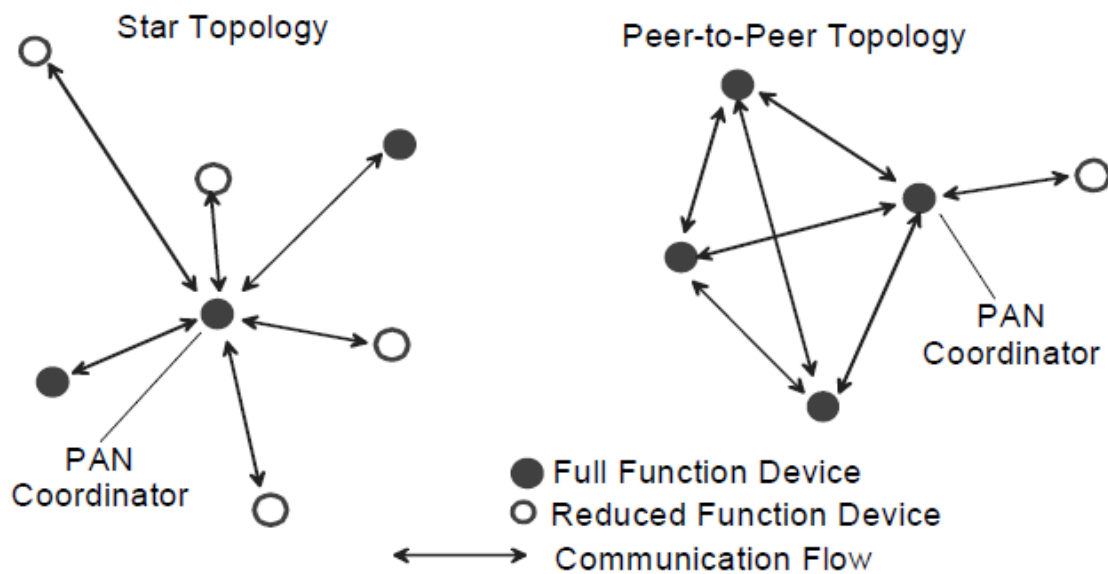 Star Topology
Peer-to-Peer Topology
PAN
Coordinator
PAN
Coordinator
Full Function Device
Reduced Function Device
Communication Flow